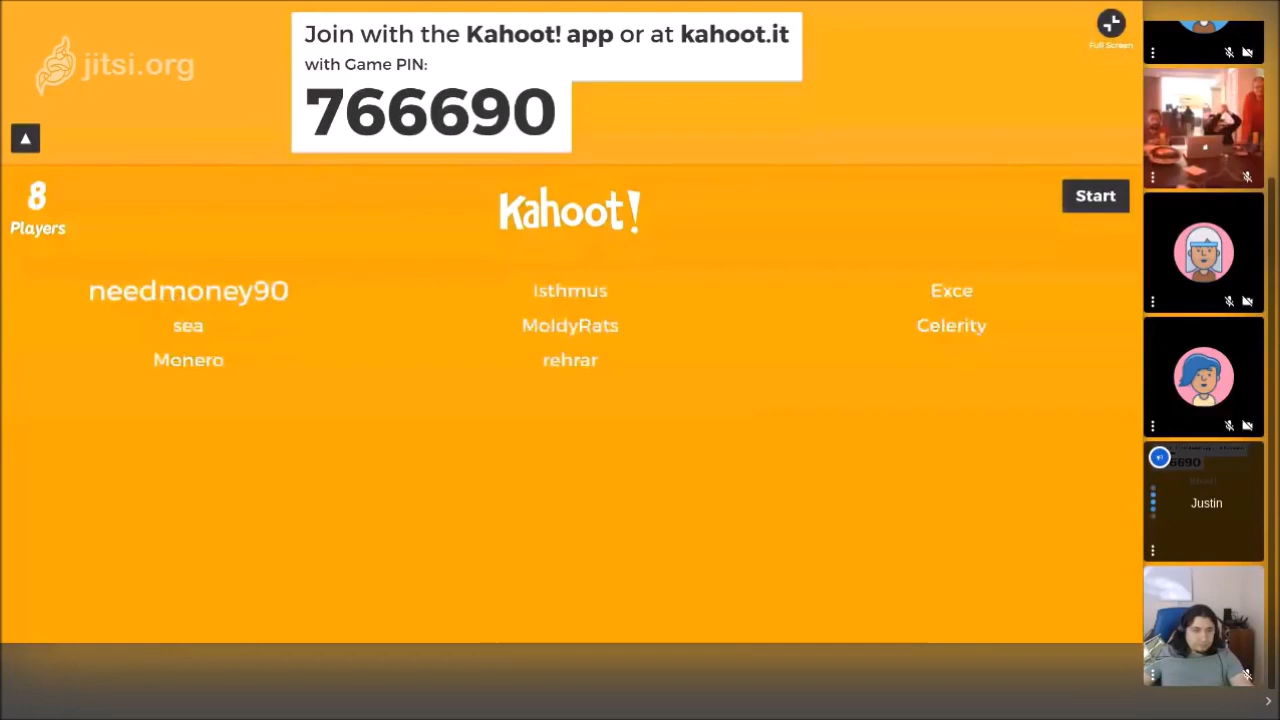 jitsi.org
Join with the Kahoot! app or at kahoot.it
with Game PIN:
766690
Full Screen
8
Players
Kahoot!
Start
needmoney90
Isthmus
Exce
sea
MoldyRats
Celerity
Monero
rehrar
6690
Justin